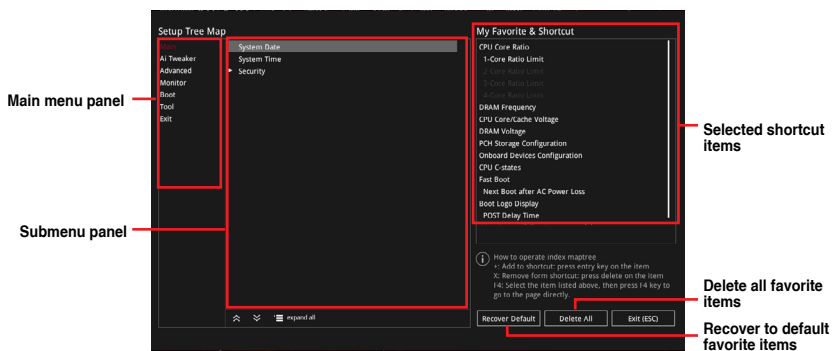 Setup Tree Map
My Favorite & Shortcut
Main
Ai Tweaker
Advanced
Monitor
Boot
Tool
Exit
System Date
System Time
Security
CPU Core Ratio
1-Core Ratio Limit
2-Core Ratio Limit
3-Core Ratio Limit
4-Core Ratio Limit
DRAM Frequency
CPU Core/Cache Voltage
DRAM Voltage
PCH Storage Configuration
Onboard Devices Configuration
CPU C-states
Fast Boot
Next Boot after AC Power Loss
Boot Logo Display
POST Delay Time
Main menu panel
Submenu panel
Selected shortcut
items
How to operate index maptree
+: Add to shortcut: press entry key on the item
X: Remove form shortcut: press delete on the item
F4: Select the item listed above, then press F4 key to
go to the page directly.
Delete all favorite
items
expand all
Recover Default
Delete All
Exit (ESC)
Recover to default
favorite items